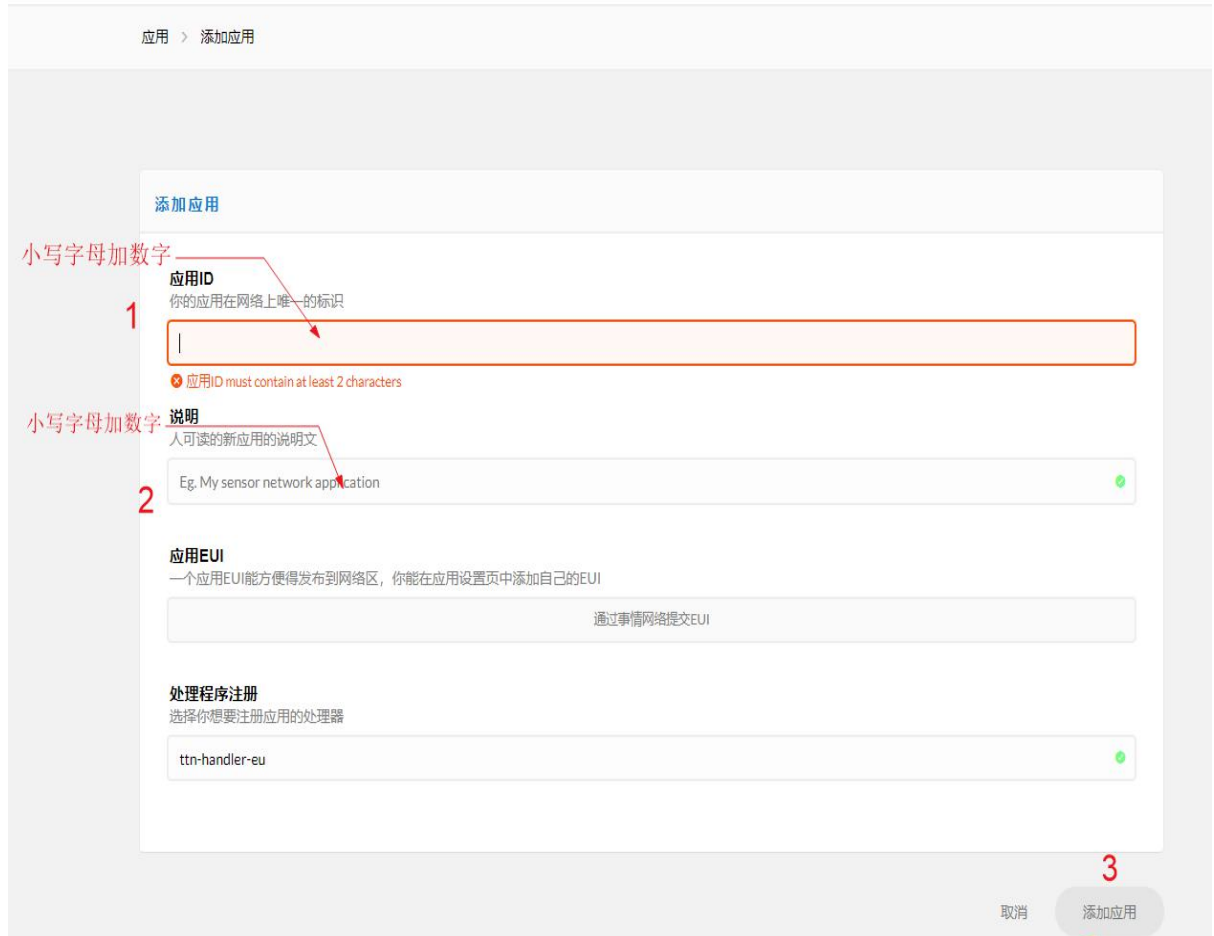 应用 > 添加应用
添加应用
小写字母加数字
应用ID
你的应用在网络上唯一的标识
1
应用ID must contain at least 2 characters
小写字母加数字
说明
人可读的新应用的说明文
Eg. My sensor network application
2
应用EUI
一个应用EUI能方便得发布到网络区，你能在应用设置页中添加自己的EUI
通过事情网络提交EUI
处理程序注册
选择你想要注册应用的处理器
ttn-handler-eu
3
取消 添加应用